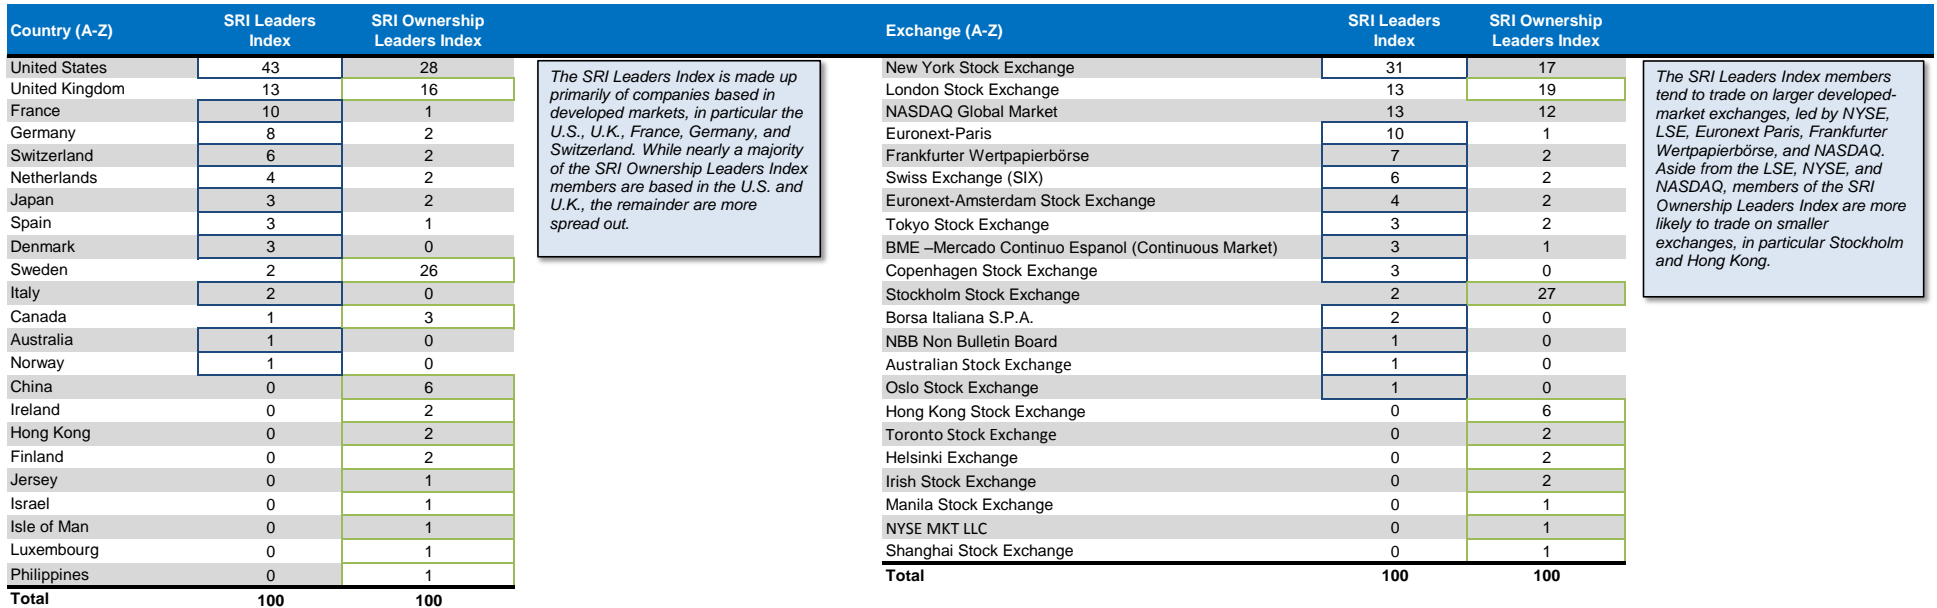 Country (A-Z) SRI Leaders Index SRI Ownership Leaders Index
United States 43 28
United Kingdom 13 16
France 10 1
Germany 8 2
Switzerland 6 2
Netherlands 4 2
Japan 3 2
Spain 3 1
Denmark 3 0
Sweden 2 26
Italy 2 0
Canada 1 3
Australia 1 0
Norway 1 0
China 0 6
Ireland 0 2
Hong Kong 0 2
Finland 0 2
Jersey 0 1
Israel 0 1
Isle of Man 0 1
Luxembourg 0 1
Philippines 0 1
Total 100 100
The SRI Leaders Index is made up
primarily of companies based in
developed markets, in particular the
U.S., U.K., France, Germany, and
Switzerland. While nearly a majority
of the SRI Ownership Leaders Index
members are based in the U.S. and
U.K., the remainder are more
spread out.
Exchange (A-Z) SRI Leaders Index SRI Ownership Leaders Index
New York Stock Exchange 31 17
London Stock Exchange 13 19
NASDAQ Global Market 13 12
Euronext-Paris 10 1
Frankfurter Wertpapierbörse 7 2
Swiss Exchange (SIX) 6 2
Euronext-Amsterdam Stock Exchange 4 2
Tokyo Stock Exchange 3 2
BME –Mercado Continuo Espanol (Continuous Market) 3 1
Copenhagen Stock Exchange 3 0
Stockholm Stock Exchange 2 27
Borsa Italiana S.P.A. 2 0
NBB Non Bulletin Board 1 0
Australian Stock Exchange 1 0
Oslo Stock Exchange 1 0
Hong Kong Stock Exchange 0 6
Toronto Stock Exchange 0 2
Helsinki Exchange 0 2
Irish Stock Exchange 0 2
Manila Stock Exchange 0 1
NYSE MKT LLC 0 1
Shanghai Stock Exchange 0 1
Total 100 100
The SRI Leaders Index members
tend to trade on larger developed-
market exchanges, led by NYSE,
LSE, Euronext Paris, Frankfurter
Wertpapierbörse, and NASDAQ.
Aside from the LSE, NYSE, and
NASDAQ, members of the SRI
Ownership Leaders Index are more
likely to trade on smaller
exchanges, in particular Stockholm
and Hong Kong.